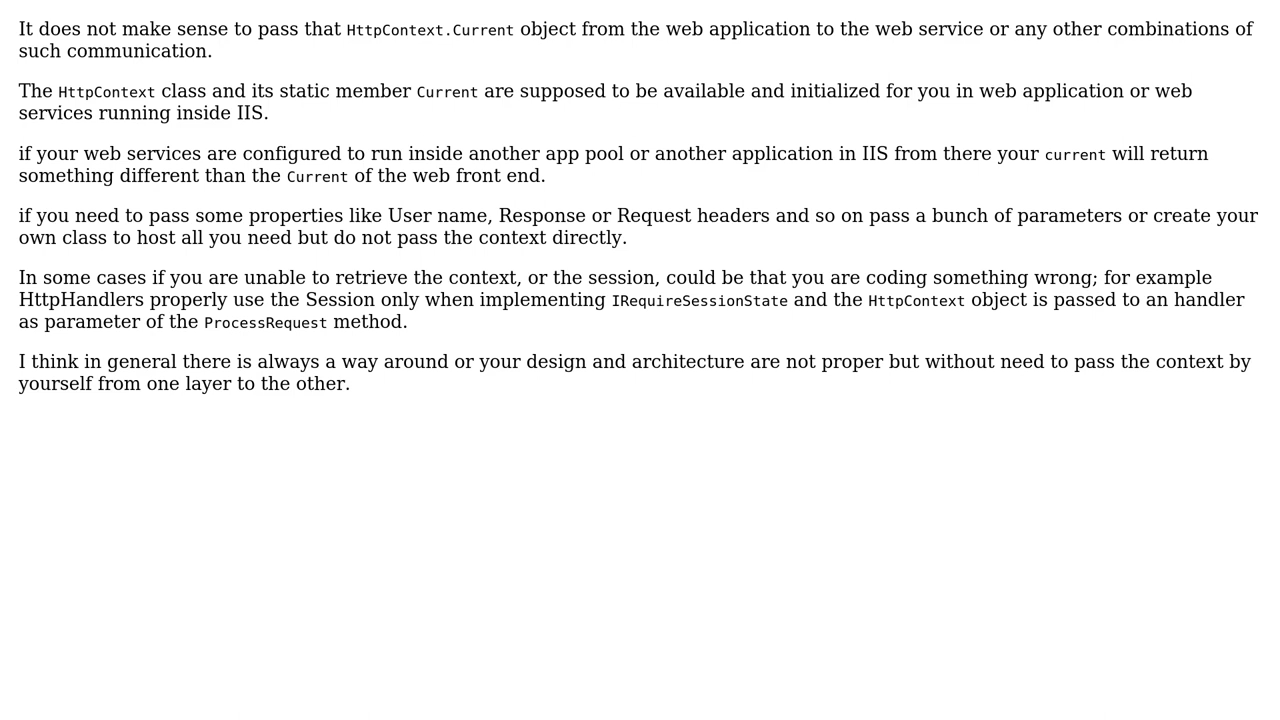 It does not make sense to pass that HttpContext.Current object from the web application to the web service or any other combinations of
such communication.
The HttpContext class and its static member Current are supposed to be available and initialized for you in web application or web
services running inside IIS.
if your web services are configured to run inside another app pool or another application in IIS from there your current will return
something different than the Current of the web front end.
if you need to pass some properties like User name, Response or Request headers and so on pass a bunch of parameters or create your
own class to host all you need but do not pass the context directly.
In some cases if you are unable to retrieve the context, or the session, could be that you are coding something wrong; for example
HttpHandlers properly use the Session only when implementing IRequireSessionState and the HttpContext object is passed to an handler
as parameter of the ProcessRequest method.
I think in general there is always a way around or your design and architecture are not proper but without need to pass the context by
yourself from one layer to the other.